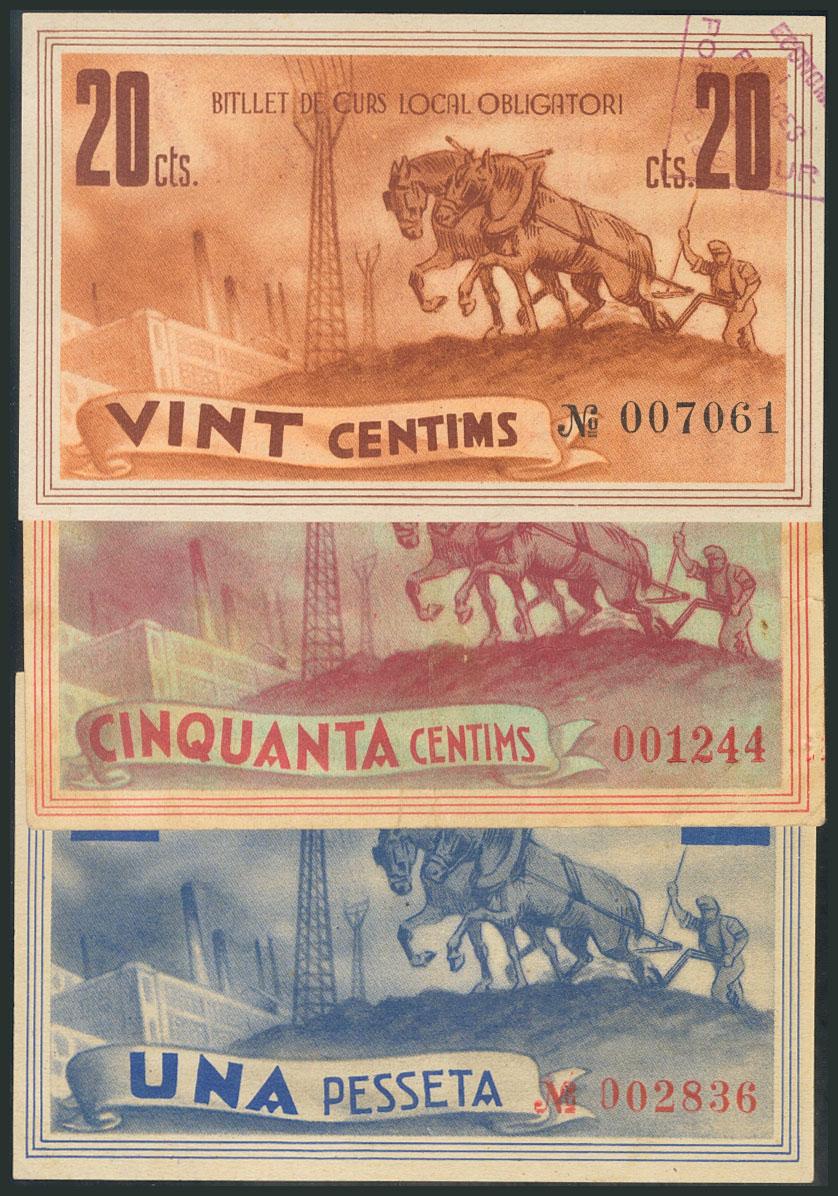 20 cts.
BITLLET DE CURS LOCAL OBLIGATORI
cts. 20
VINT CENTIMS
No 007061
CINQUANTA CENTIMS
001244
UNA PESSETA
No 002836